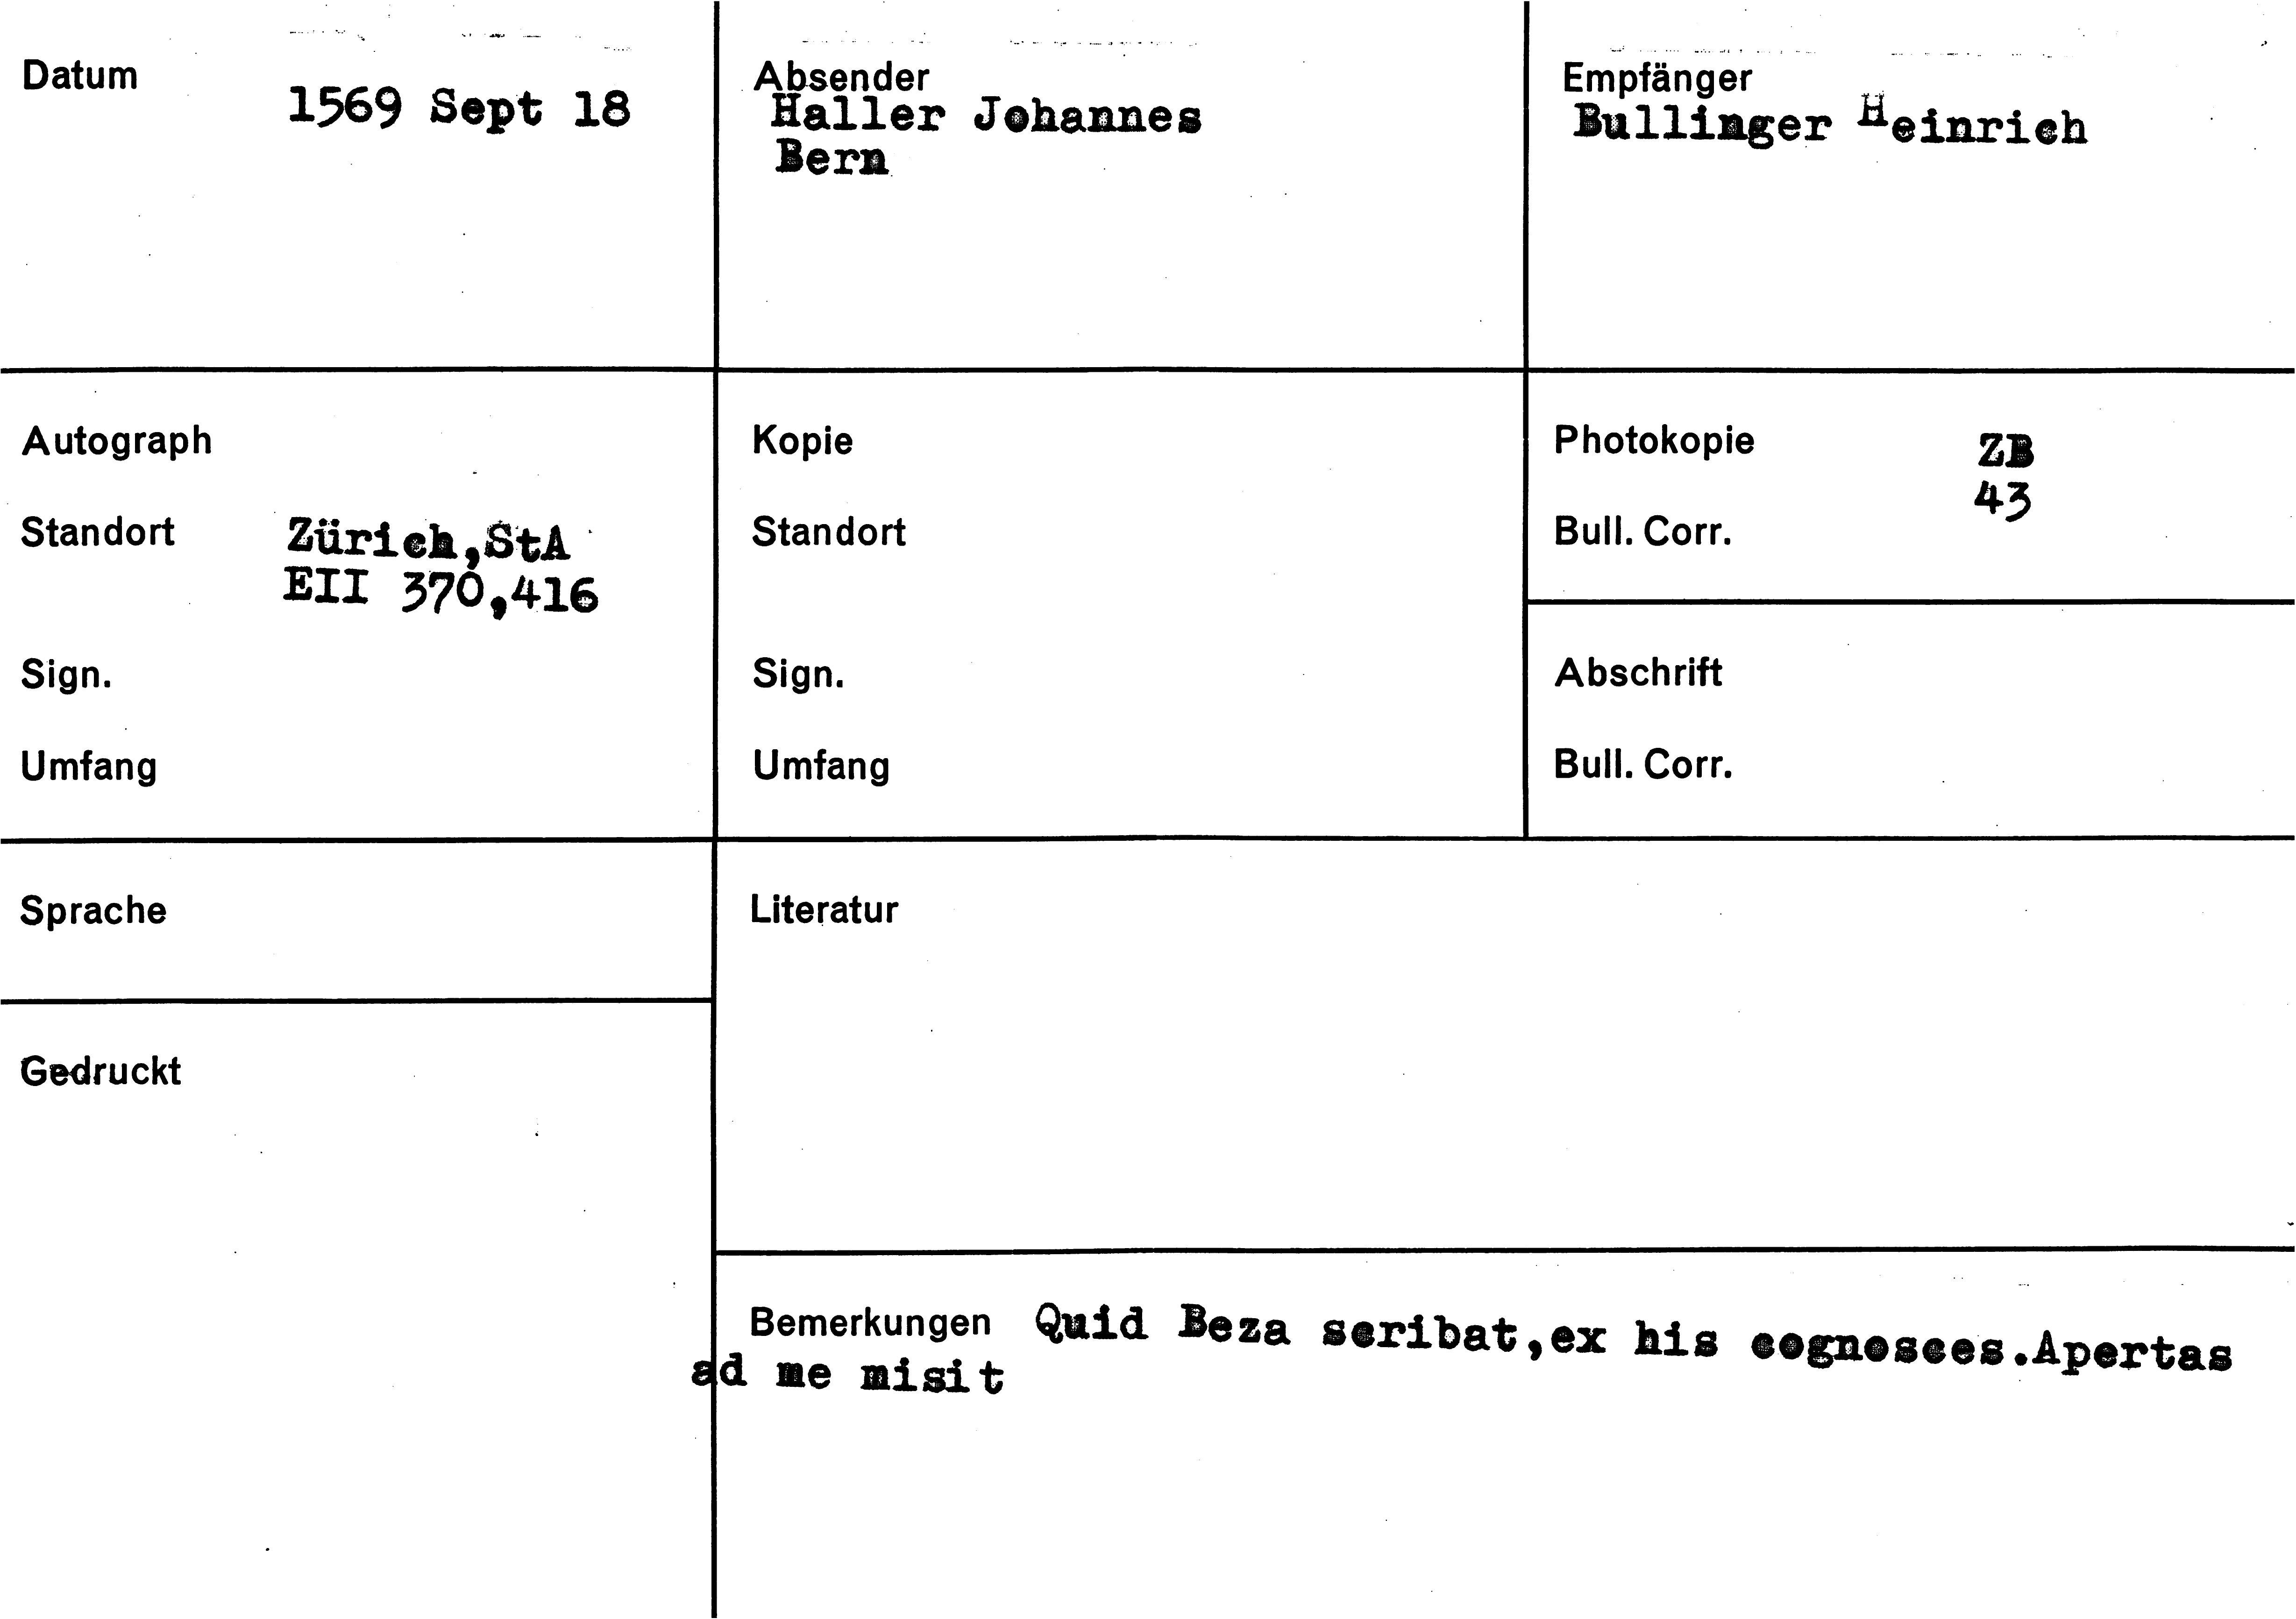 Datum
1569 Sept 18
Absender
Haller Johannes
Bern
Empfänger
Bullinger Heinrich
Autograph
Standort Zürich,StA
EII 370,416
Sign.
Umfang
Kopie
Standort
Sign.
Umfang
Photokopie ZB
43
Bull. Corr.
Abschrift
Bull. Corr.
Sprache
Gedruckt
Literatur
Bemerkungen Quid Beza scribat,ex his cognosces.Apertas
ad me misit